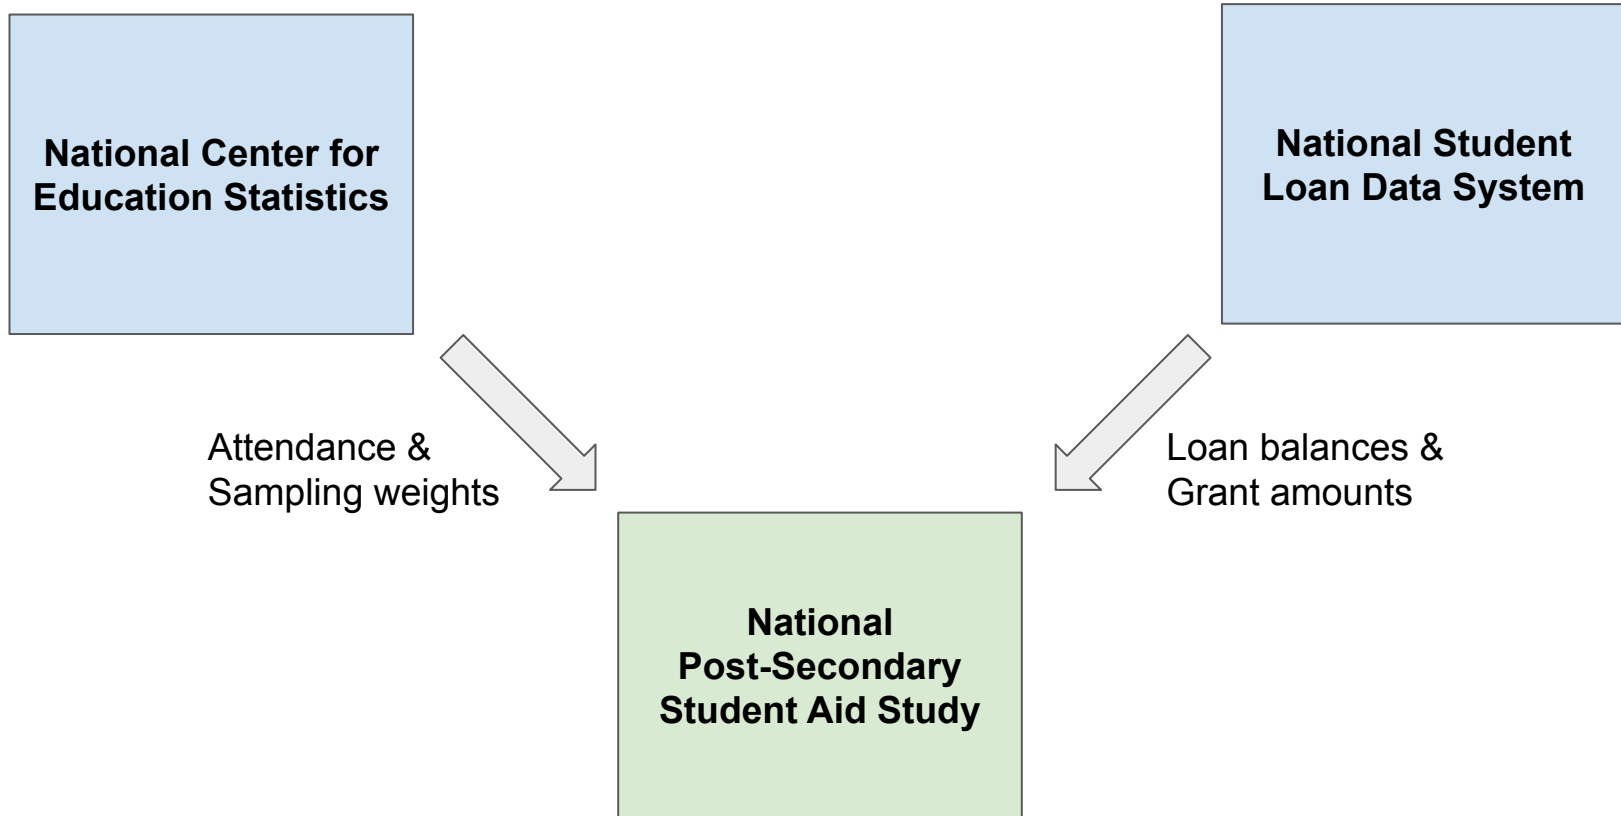 National Center for
Education Statistics
National Student
Loan Data System
Attendance &
Sampling weights
Loan balances &
Grant amounts
National
Post-Secondary
Student Aid Study